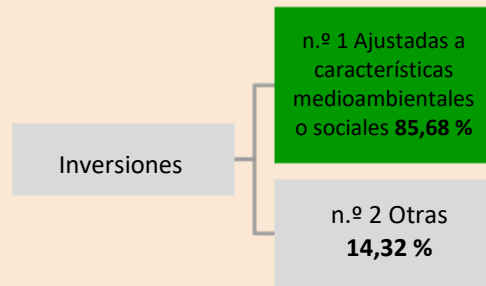 n.º 1 Ajustadas a
características
medioambientales
o sociales 85,68 %
Inversiones
n.º 2 Otras
14,32 %